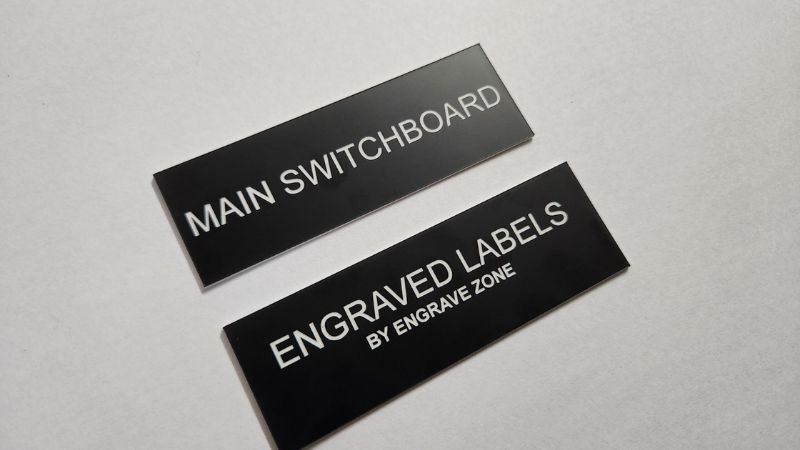 MAIN SWITCHBOARD
ENGRAVED LABELS
BY ENGRAVE ZONE